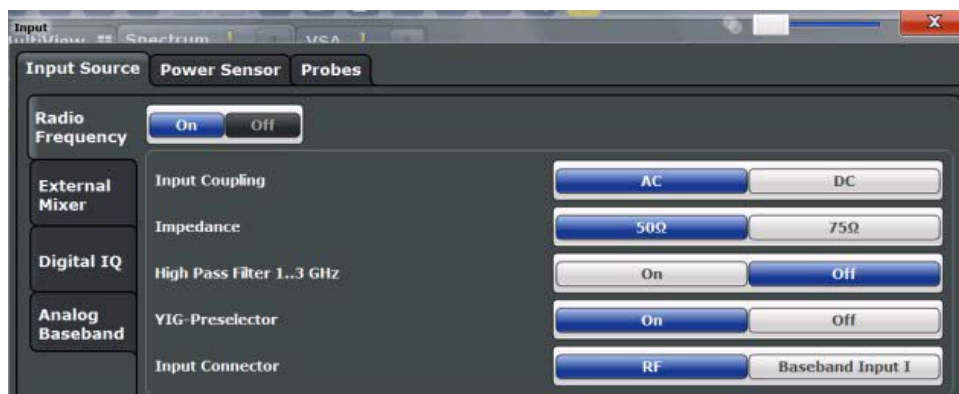 Input
MultiView Spectrum ! VSA !
X
Input Source Power Sensor Probes
Radio Frequency On Off
External Mixer
Digital IQ
Analog Baseband
Input Coupling AC DC
Impedance 50Ω 75Ω
High Pass Filter 1..3 GHz On Off
YIG-Preselector On Off
Input Connector RF Baseband Input I